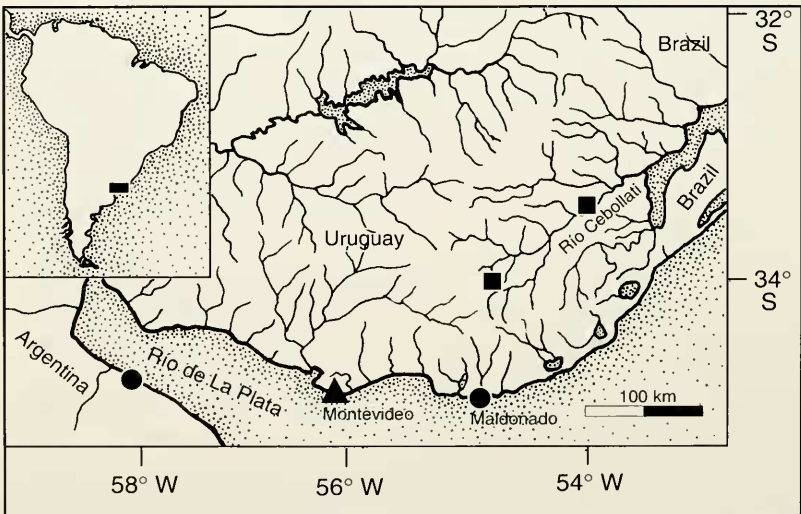 32°
S
Brazil
Rio Cebollati
Brazil
Uruguay
34°
S
Argentina
Rio de La Plata
100 km
Montevideo
Maldonado
58° W
56° W
54° W